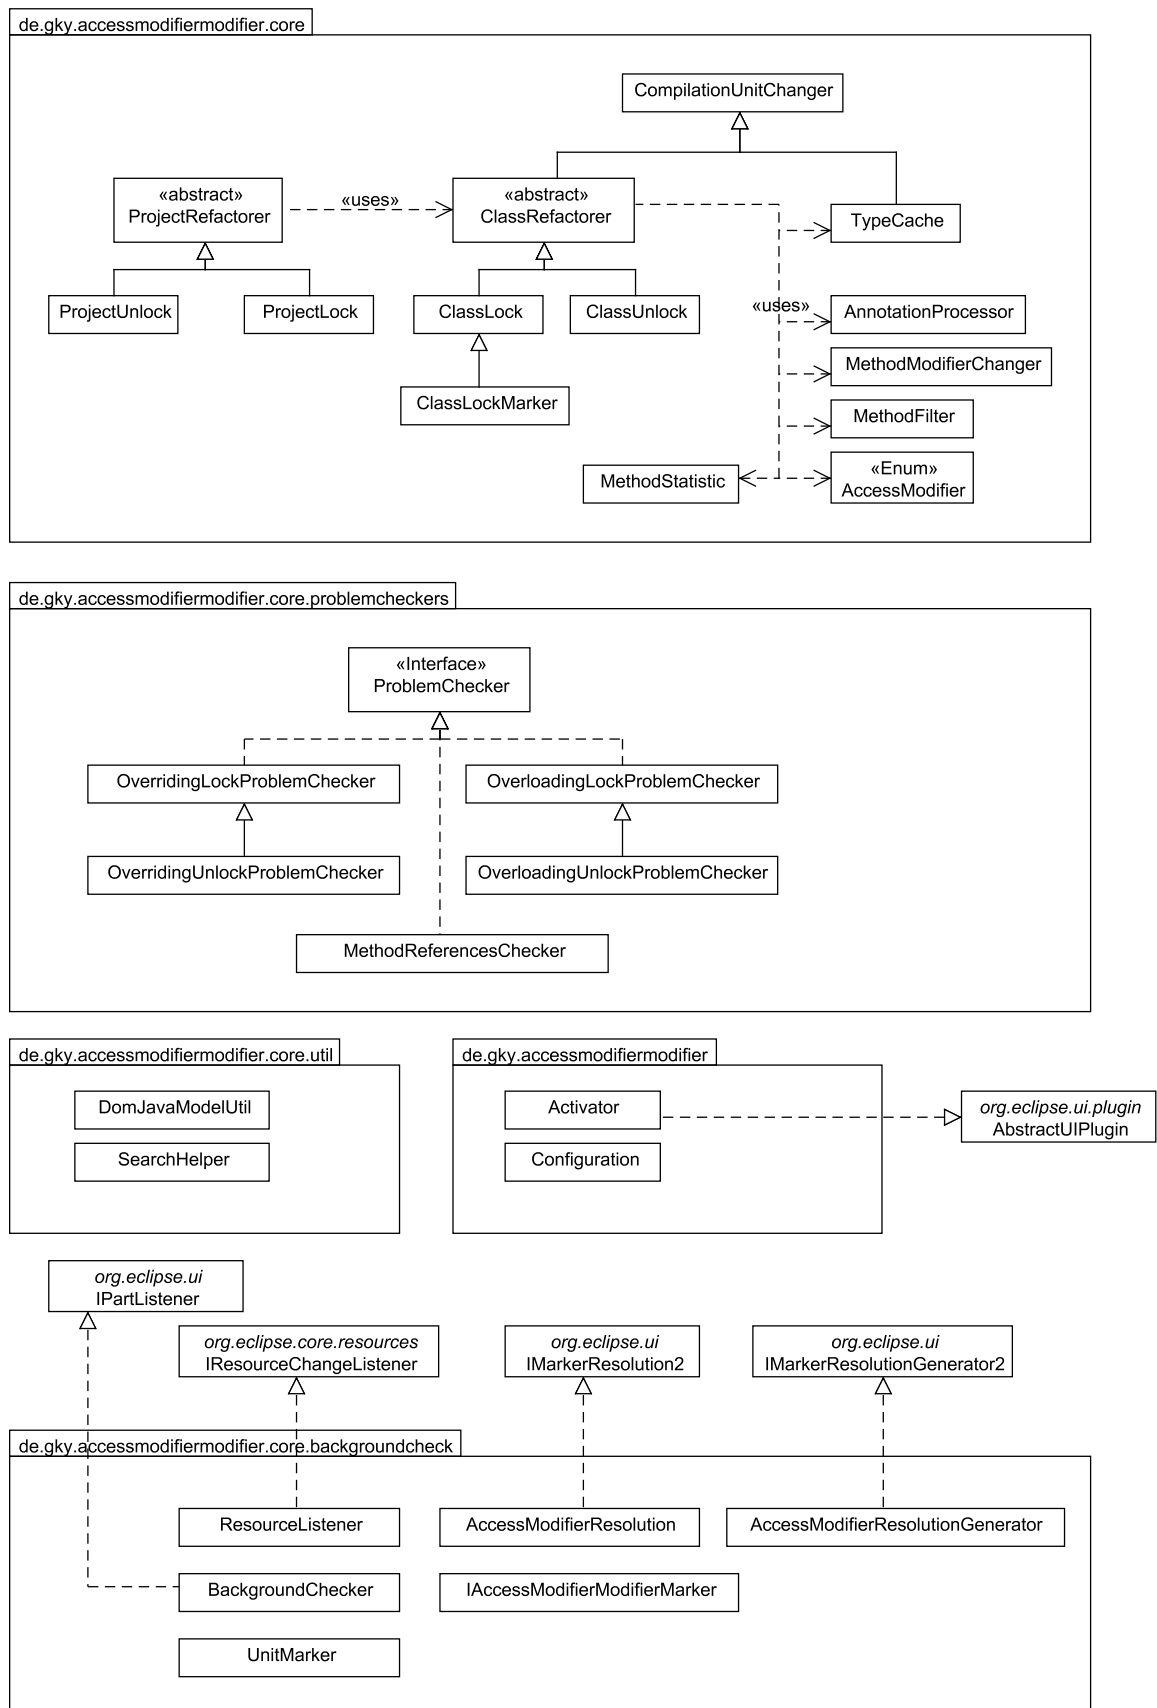 de.gky.accessmodifiermodifier.core
CompilationUnitChanger
«abstract»
ProjectRefactorer
«uses»
«abstract»
ClassRefactorer
TypeCache
ProjectUnlock
ProjectLock
ClassLock
ClassUnlock
«uses»
AnnotationProcessor
MethodModifierChanger
ClassLockMarker
MethodFilter
MethodStatistic
«Enum»
AccessModifier
de.gky.accessmodifiermodifier.core.problemcheckers
«Interface»
ProblemChecker
OverridingLockProblemChecker
OverloadingLockProblemChecker
OverridingUnlockProblemChecker
OverloadingUnlockProblemChecker
MethodReferencesChecker
de.gky.accessmodifiermodifier.core.util
DomJavaModelUtil
SearchHelper
de.gky.accessmodifiermodifier
Activator
Configuration
org.eclipse.ui.plugin
AbstractUIPlugin
org.eclipse.ui
IPartListener
org.eclipse.core.resources
IResourceChangeListener
org.eclipse.ui
IMarkerResolution2
org.eclipse.ui
IMarkerResolutionGenerator2
de.gky.accessmodifiermodifier.core.backgroundcheck
ResourceListener
AccessModifierResolution
AccessModifierResolutionGenerator
BackgroundChecker
IAccessModifierModifierMarker
UnitMarker